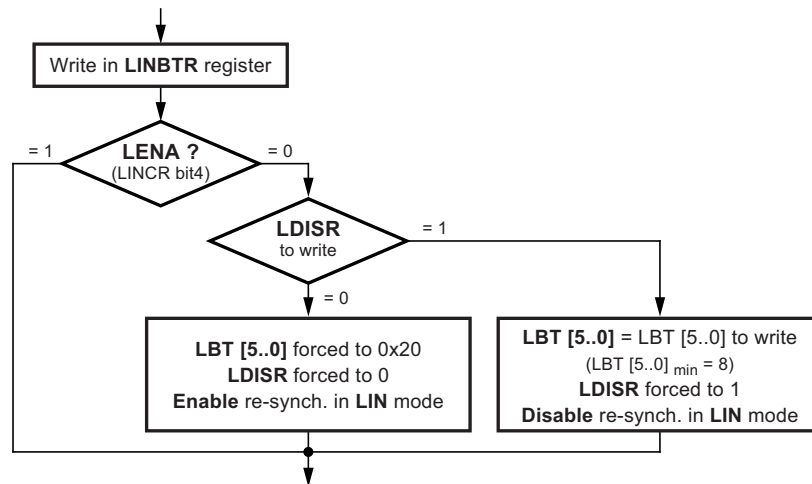 Write in LINBTR register
= 1
LENA ?
= 0
(LINCR bit4)
LDISR
= 1
to write
= 0
LBT [5..0] forced to 0x20
LDISR forced to 0
Enable re-synch. in LIN mode
LBT [5..0] = LBT [5..0] to write
(LBT [5..0] min = 8)
LDISR forced to 1
Disable re-synch. in LIN mode